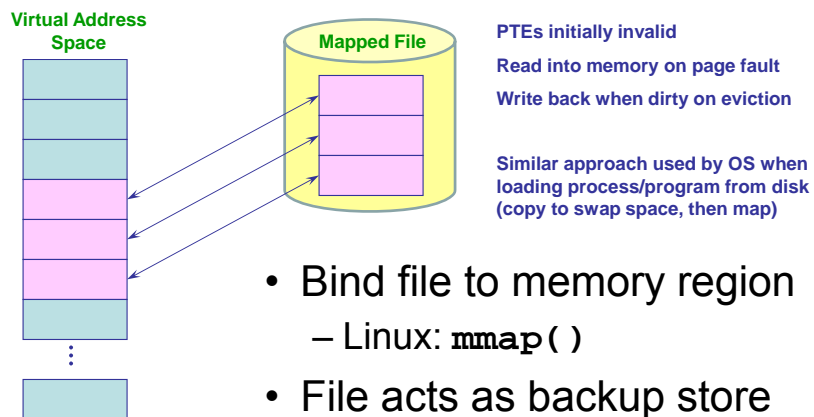 Virtual Address
Space
Mapped File
PTEs initially invalid
Read into memory on page fault
Write back when dirty on eviction
Similar approach used by OS when
loading process/program from disk
(copy to swap space, then map)
• Bind file to memory region
– Linux: mmap()
• File acts as backup store
...